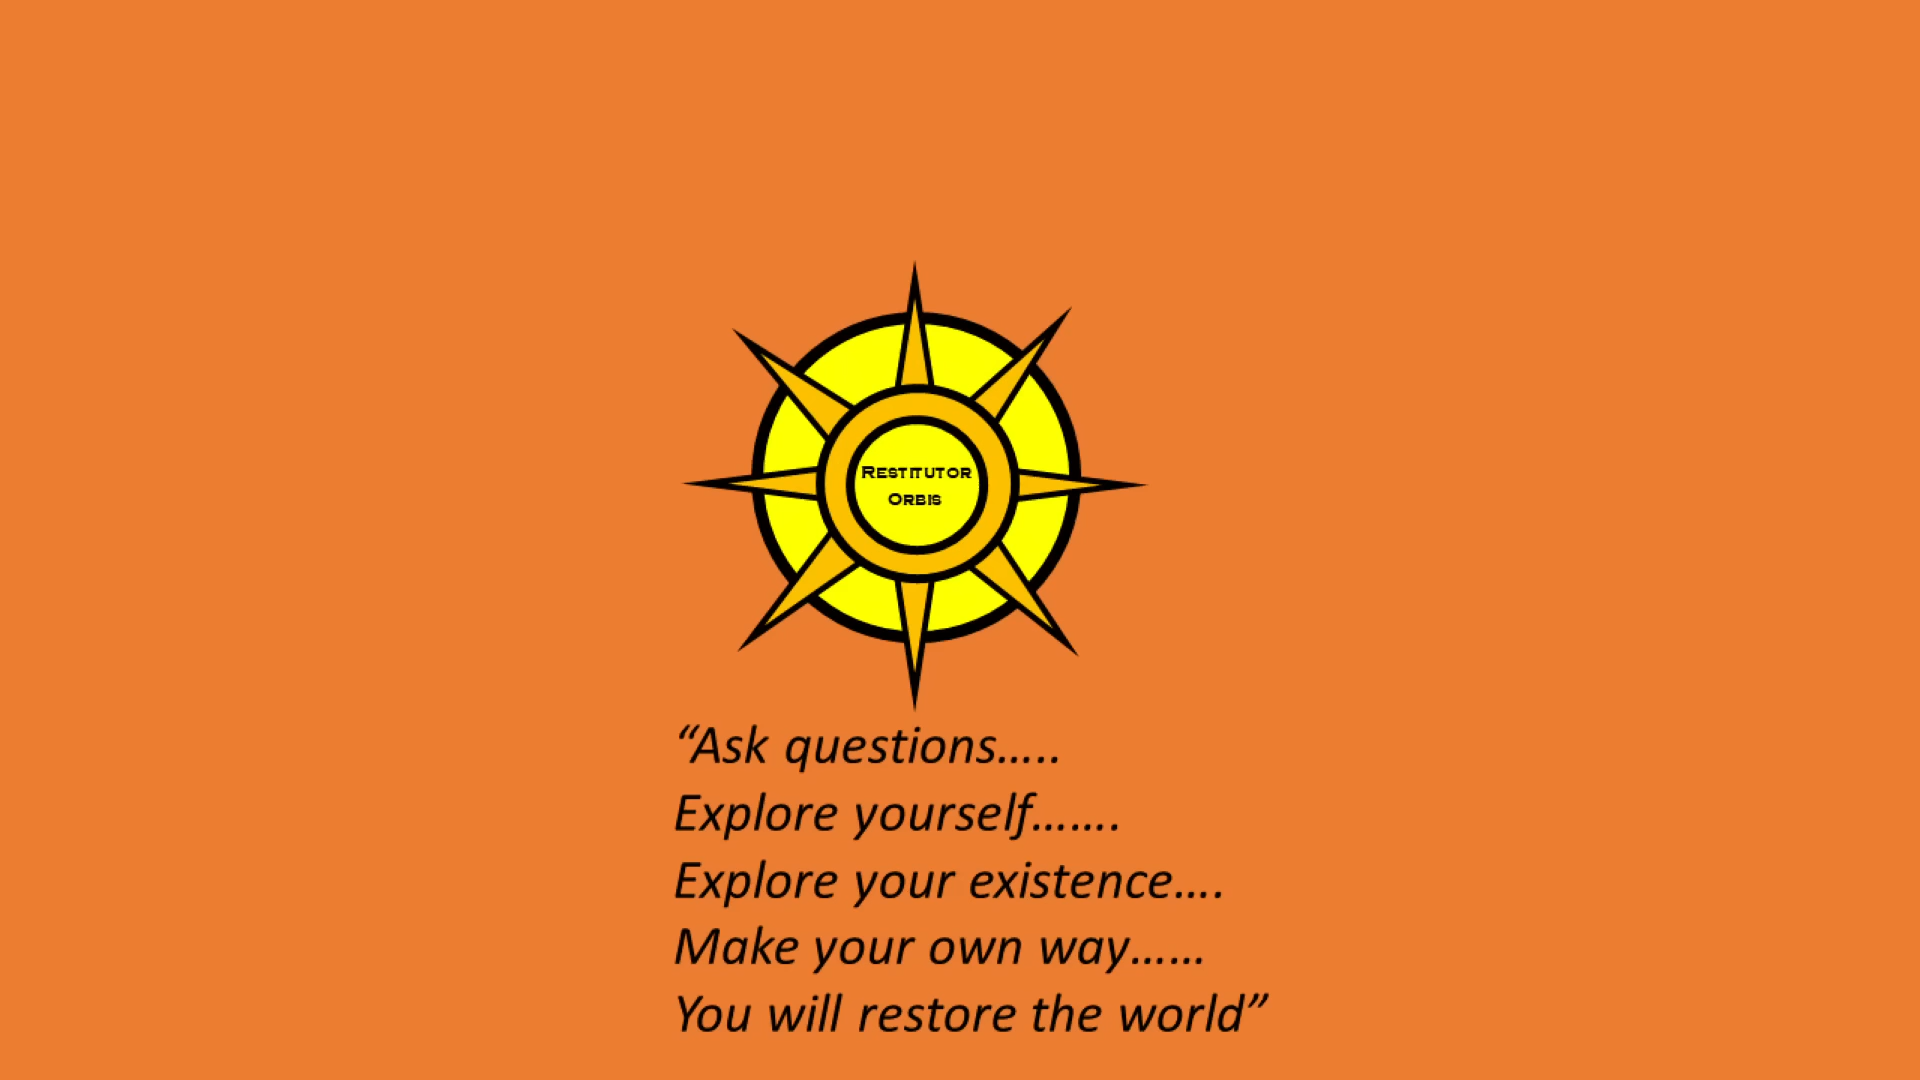 Restitutor
Orbis
“Ask questions…..
Explore yourself…….
Explore your existence….
Make your own way……
You will restore the world”